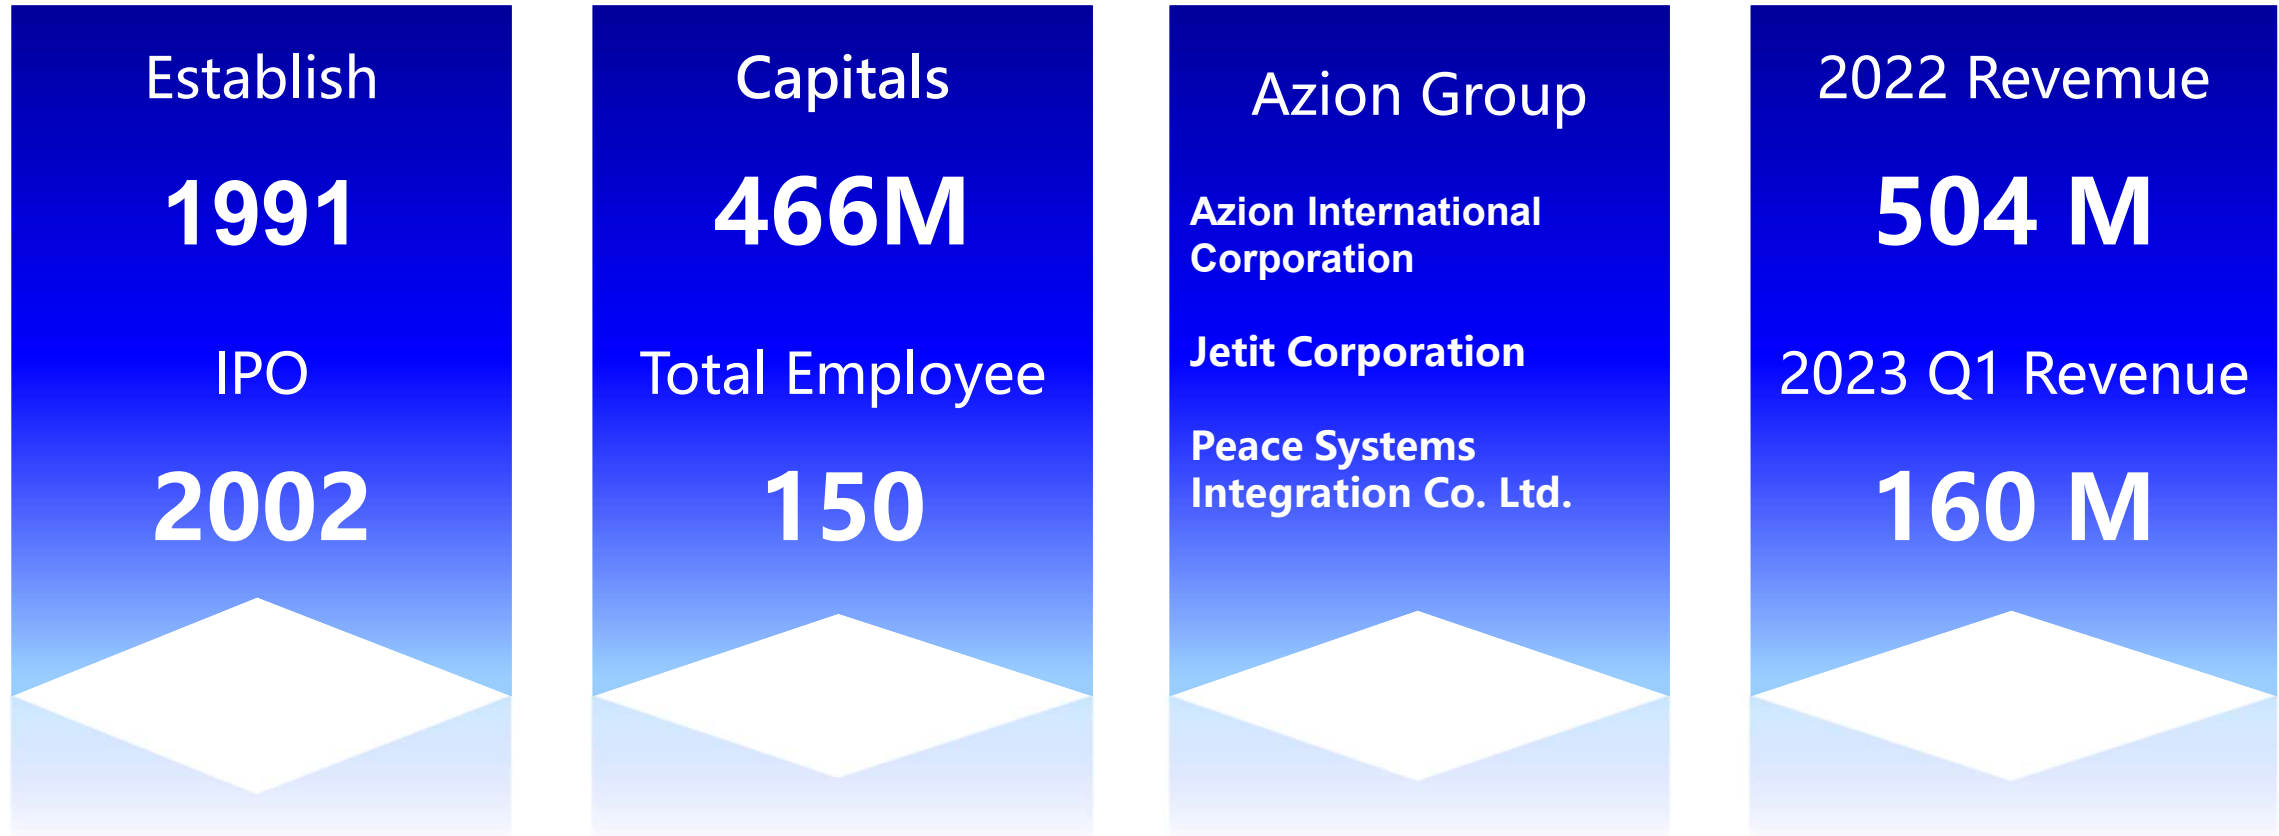 Establish
1991
IPO
2002
Capitals
466M
Total Employee
150
Azion Group
Azion International
Corporation
Jetit Corporation
Peace Systems
Integration Co. Ltd.
2022 Revemue
504 M
2023 Q1 Revenue
160 M